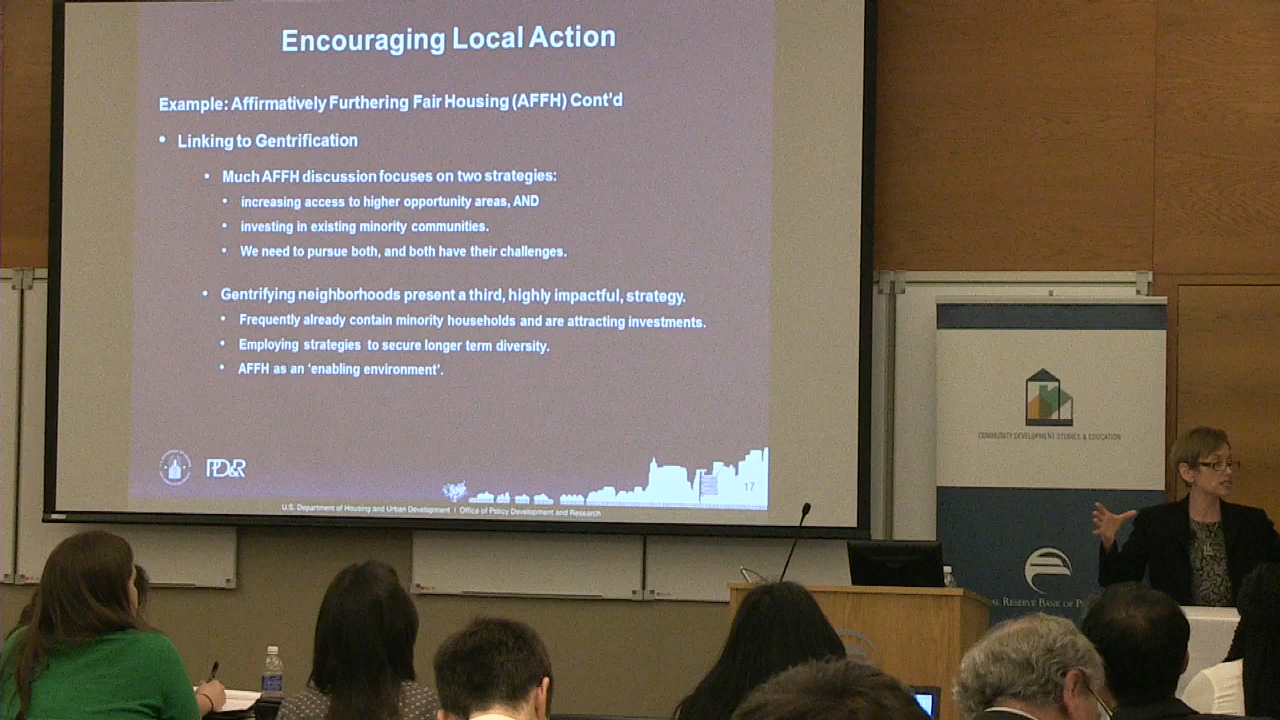 Encouraging Local Action
Example: Affirmatively Furthering Fair Housing (AFFH) Cont'd
• Linking to Gentrification
• Much AFFH discussion focuses on two strategies:
• increasing access to higher opportunity areas, AND
• investing in existing minority communities.
• We need to pursue both, and both have their challenges.
• Gentrifying neighborhoods present a third, highly impactful, strategy.
• Frequently already contain minority households and are attracting investments.
• Employing strategies to secure longer term diversity.
• AFFH as an 'enabling environment'.
PD&R
17
U.S. Department of Housing and Urban Development | Office of Policy Development and Research
COMMUNITY DEVELOPMENT STUDIES & EDUCATION
AL RESERVE BANK OF P